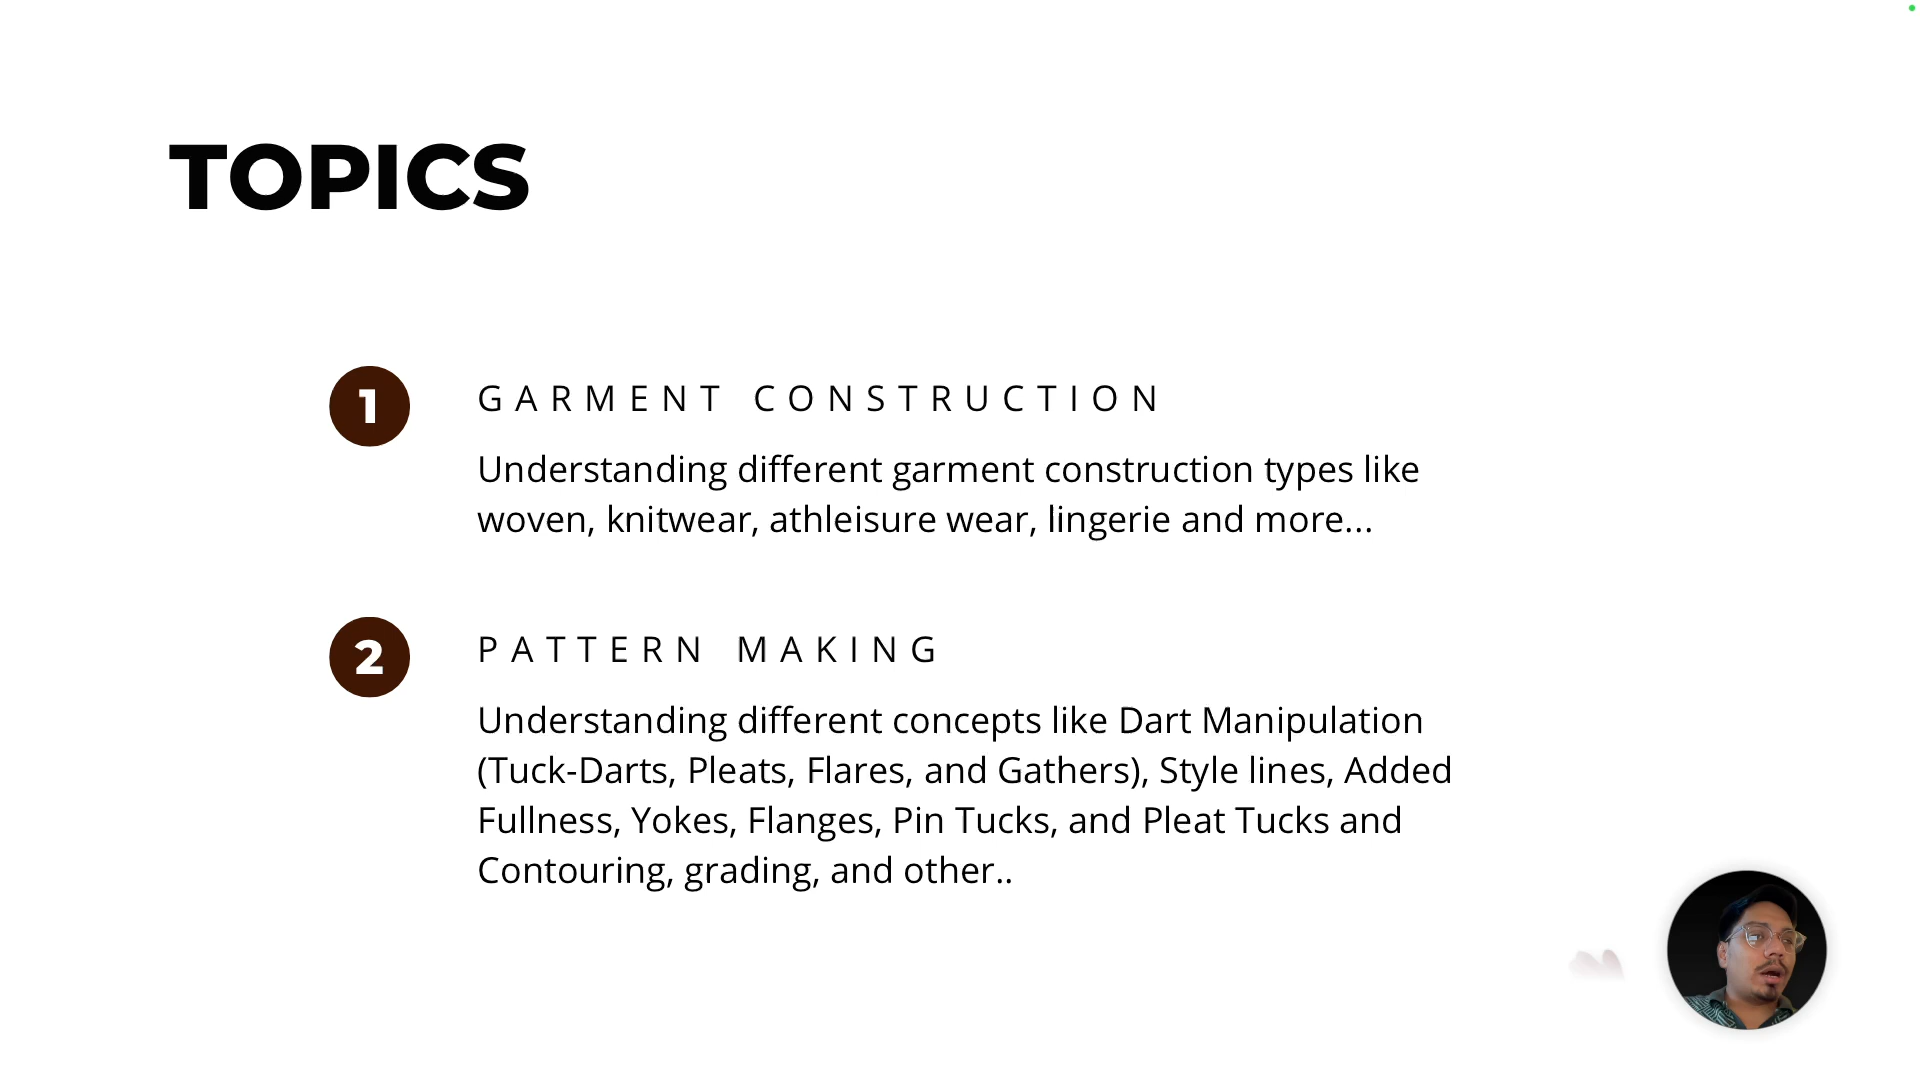 TOPICS
1
GARMENT CONSTRUCTION
Understanding different garment construction types like
woven, knitwear, athleisure wear, lingerie and more...
2
PATTERN MAKING
Understanding different concepts like Dart Manipulation
(Tuck-Darts, Pleats, Flares, and Gathers), Style lines, Added
Fullness, Yokes, Flanges, Pin Tucks, and Pleat Tucks and
Contouring, grading, and other..